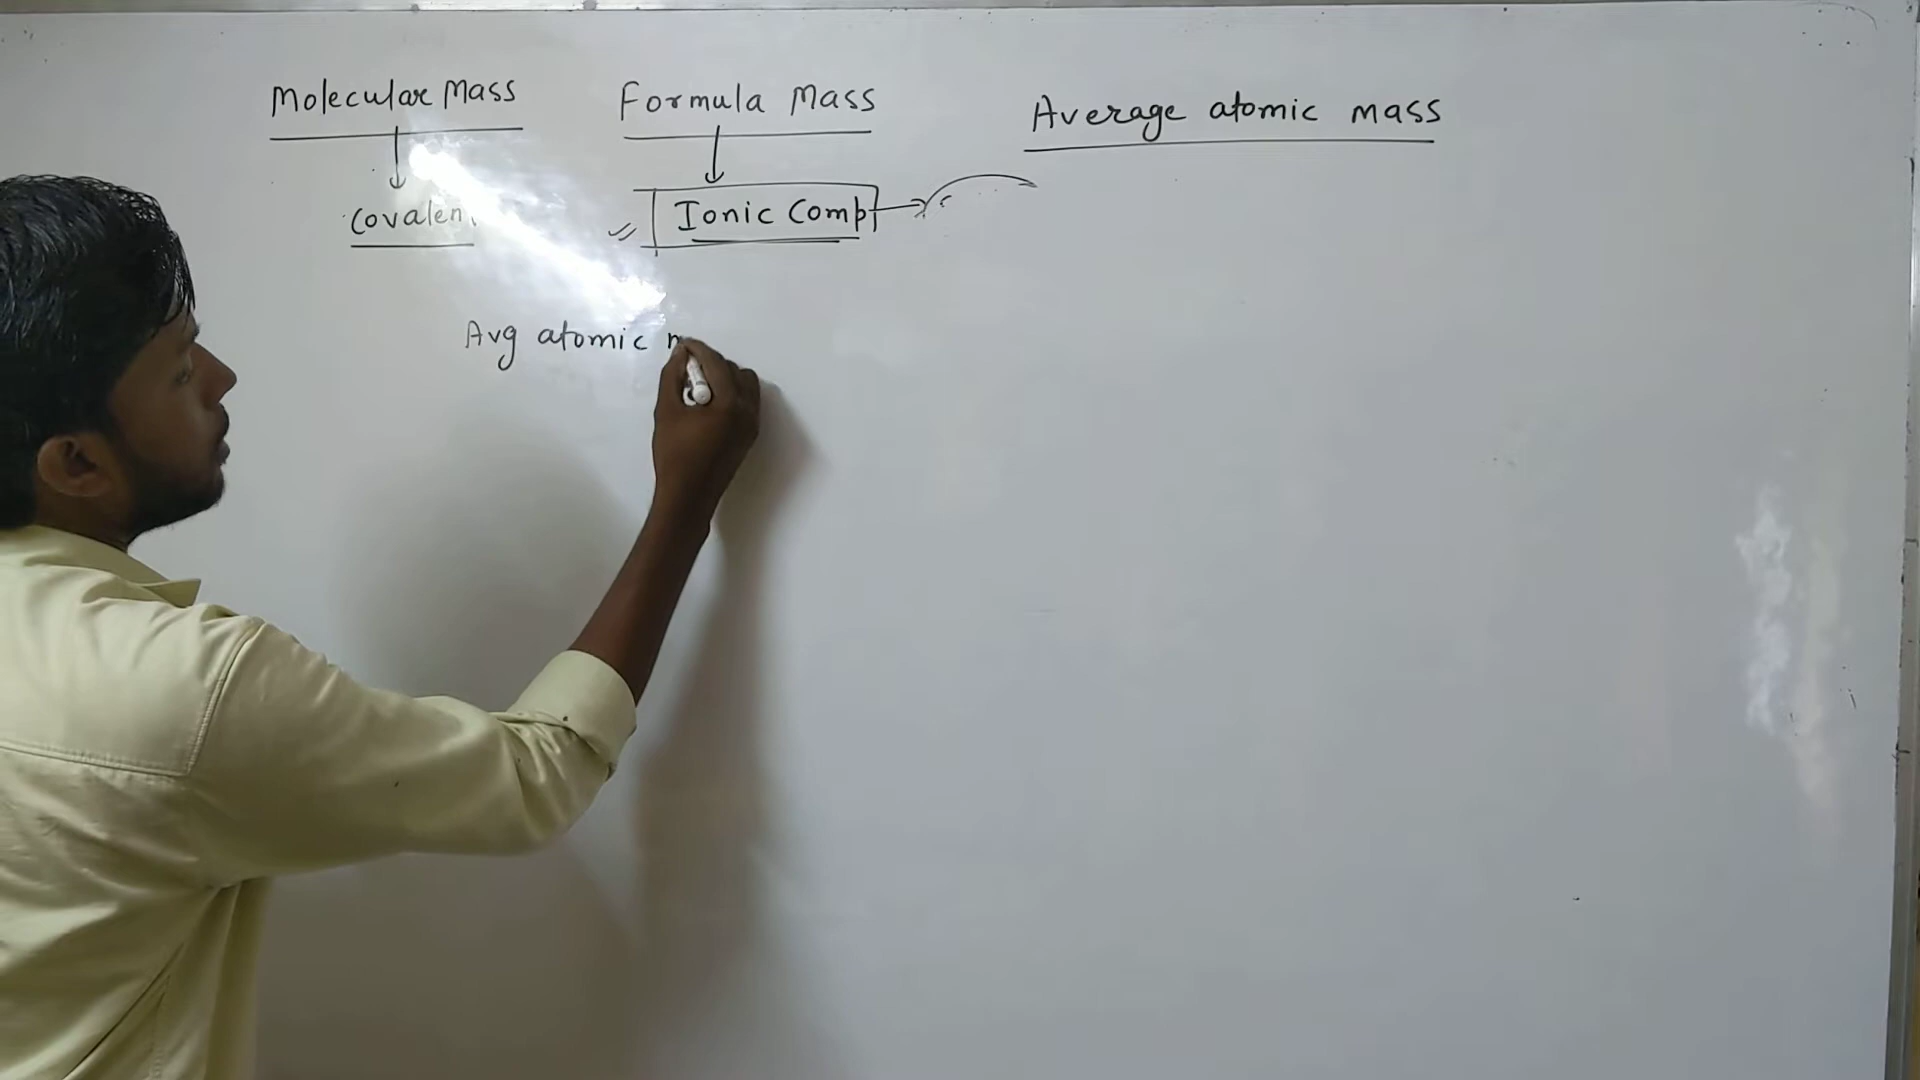 Molecular Mass
Formula Mass
Average atomic mass
Covalen
Ionic Comp
Avg atomic m